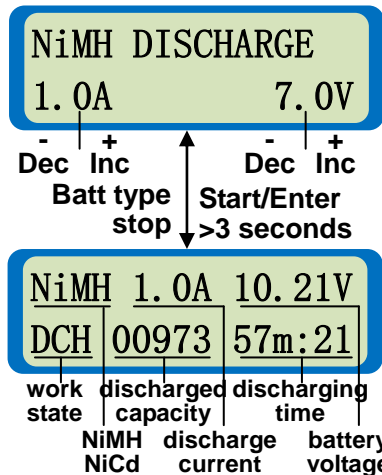 NiMH DISCHARGE
1.0A 7.0V
- + - +
Dec Inc Dec Inc
Batt type Start/Enter
stop >3 seconds
NiMH 1.0A 10.21V
DCH 00973 57m:21
work discharged discharging
state capacity time
NiMH discharge battery
NiCd current voltage